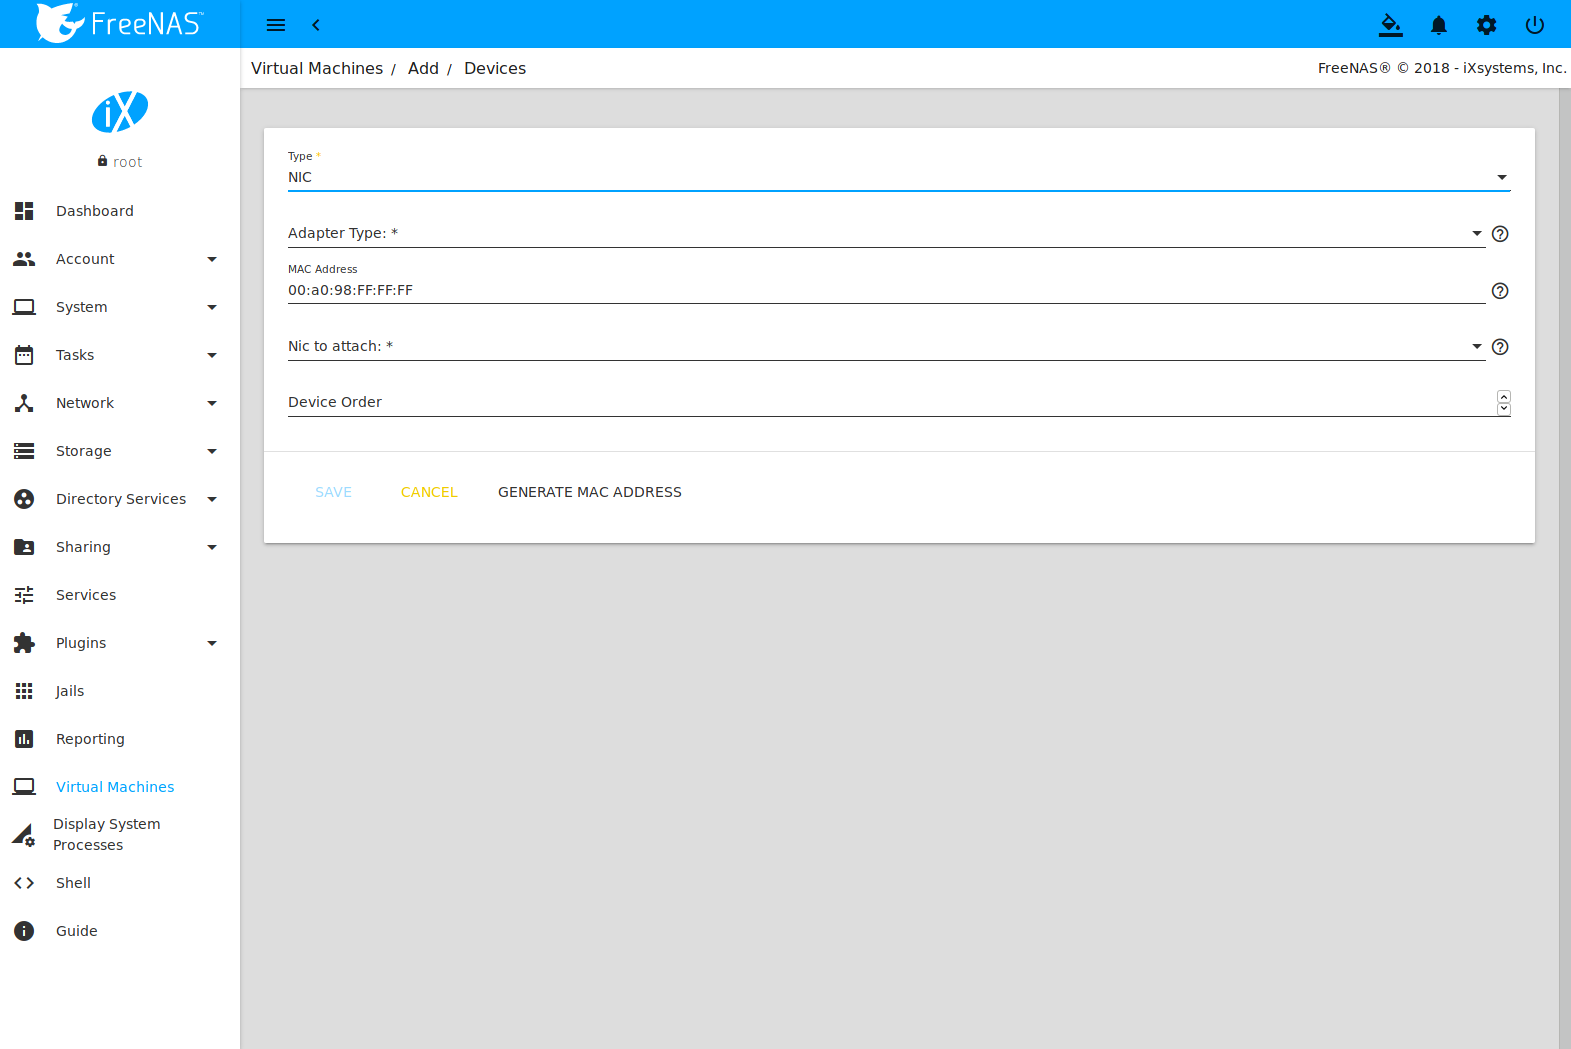 FreeNAS™
Virtual Machines / Add / Devices
FreeNAS® © 2018 - iXsystems, Inc.
iX
root
Dashboard
Account
System
Tasks
Network
Storage
Directory Services
Sharing
Services
Plugins
Jails
Reporting
Virtual Machines
Display System
Processes
Shell
Guide
Type *
NIC
Adapter Type: *
MAC Address
00:a0:98:FF:FF:FF
Nic to attach: *
Device Order
SAVE CANCEL GENERATE MAC ADDRESS